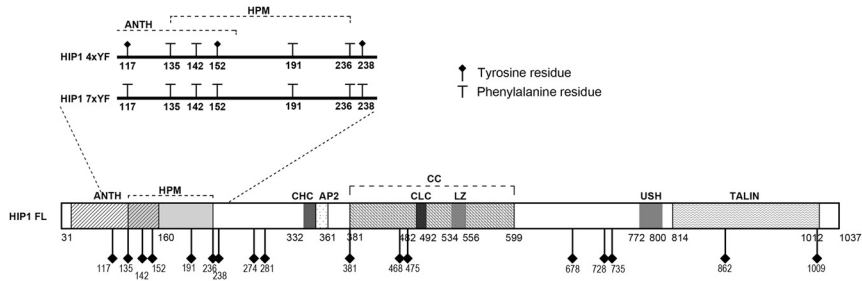 HPM
ANTH
HIP1 4xYF
117 135 142 152 191 236 238
HIP1 7xYF
117 135 142 152 191 236 238
Tyrosine residue
Phenylalanine residue
CC
ANTH HPM CHC AP2 CLC LZ USH TALIN
HIP1 FL
31 160 332 361 381 482 492 534 556 599 772 800 814 1012 1037
117 135 142 152 191 236 238 274 281 381 468 475 678 728 735 862 1009